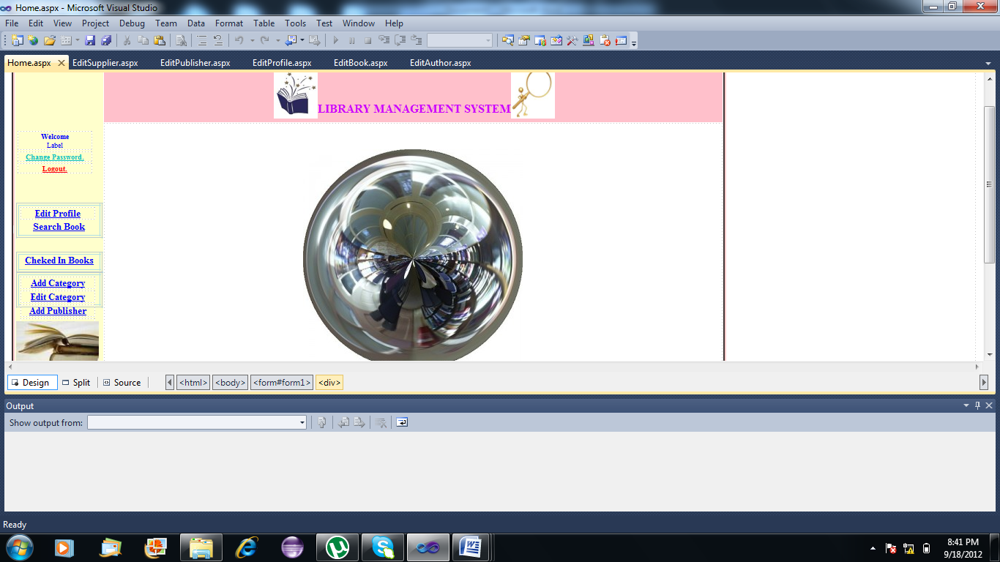 Home.aspx - Microsoft Visual Studio
File Edit View Project Debug Team Data Format Table Tools Test Window Help
Home.aspx EditSupplier.aspx EditPublisher.aspx EditProfile.aspx EditBook.aspx EditAuthor.aspx
LIBRARY MANAGEMENT SYSTEM
Welcome
Label
Change Password.
Logout.
Edit Profile
Search Book
Cheked In Books
Add Category
Edit Category
Add Publisher
Design Split Source <html> <body> <form#form1> <div>
Output
Show output from:
Ready
8:41 PM
9/18/2012